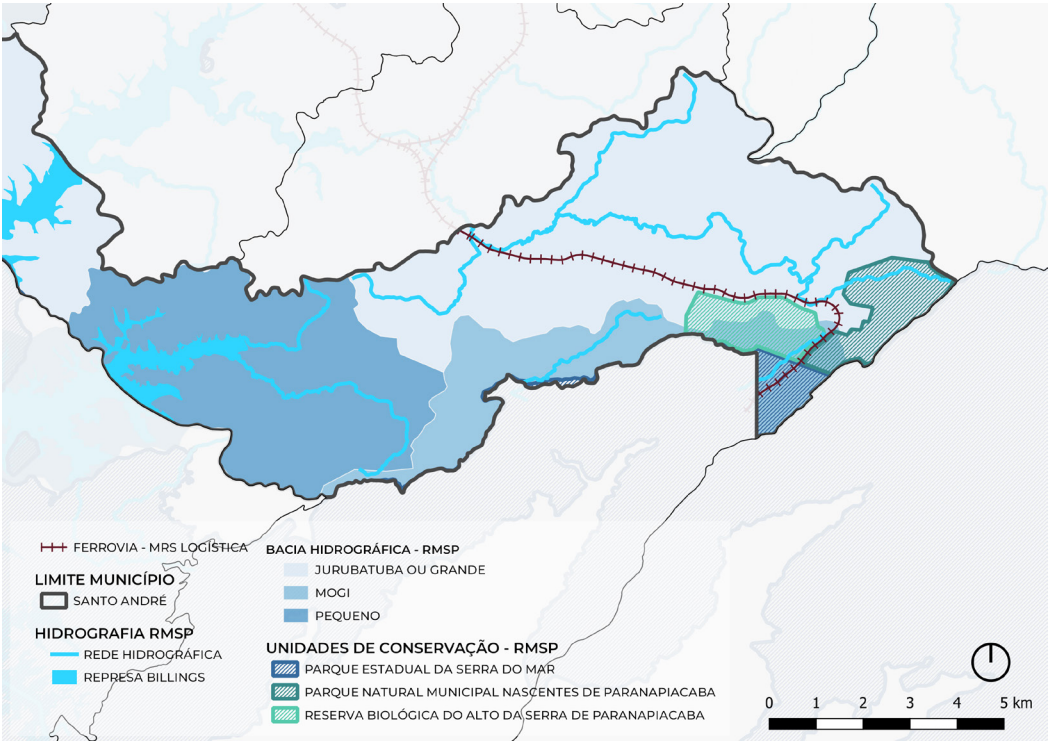 FERROVIA - MRS LOGÍSTICA
LIMITE MUNICÍPIO
SANTO ANDRÉ
HIDROGRAFIA RMSP
REDE HIDROGRÁFICA
REPRESA BILLINGS
BACIA HIDROGRÁFICA - RMSP
JURUBATUBA OU GRANDE
MOGI
PEQUENO
UNIDADES DE CONSERVAÇÃO - RMSP
PARQUE ESTADUAL DA SERRA DO MAR
PARQUE NATURAL MUNICIPAL NASCENTES DE PARANAPIACABA
RESERVA BIOLÓGICA DO ALTO DA SERRA DE PARANAPIACABA
0 1 2 3 4 5 km